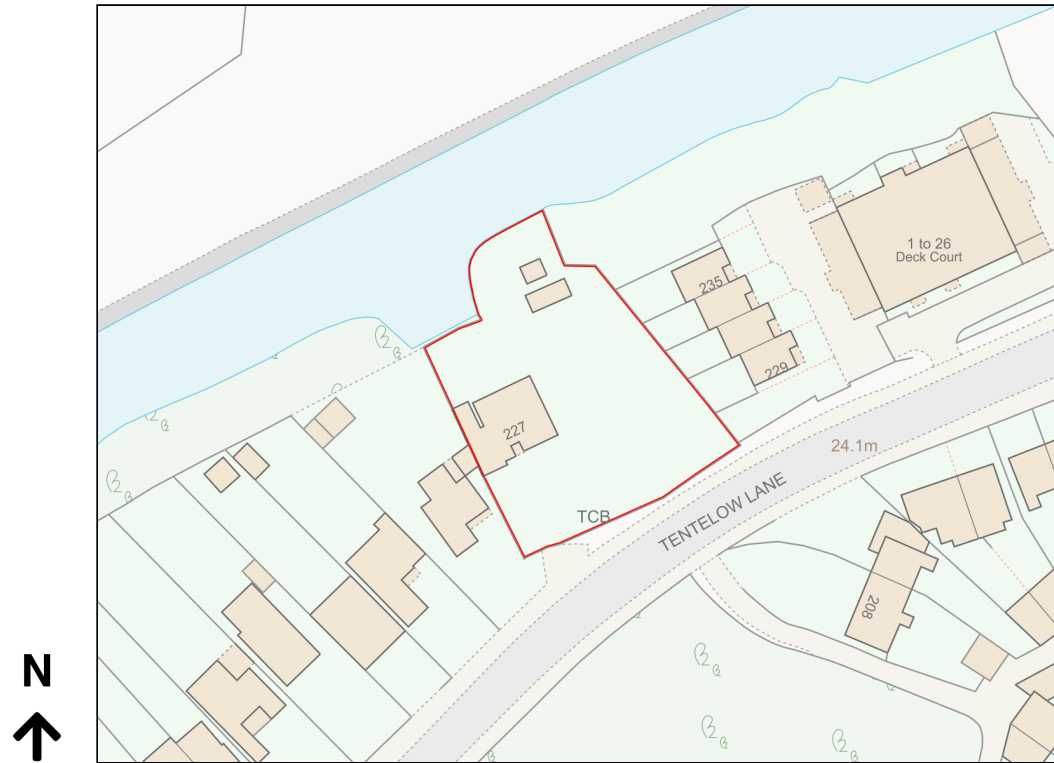 1 to 26
Deck Court
235
229
227
24.1m
TCB
TENTELOW LANE
208
N